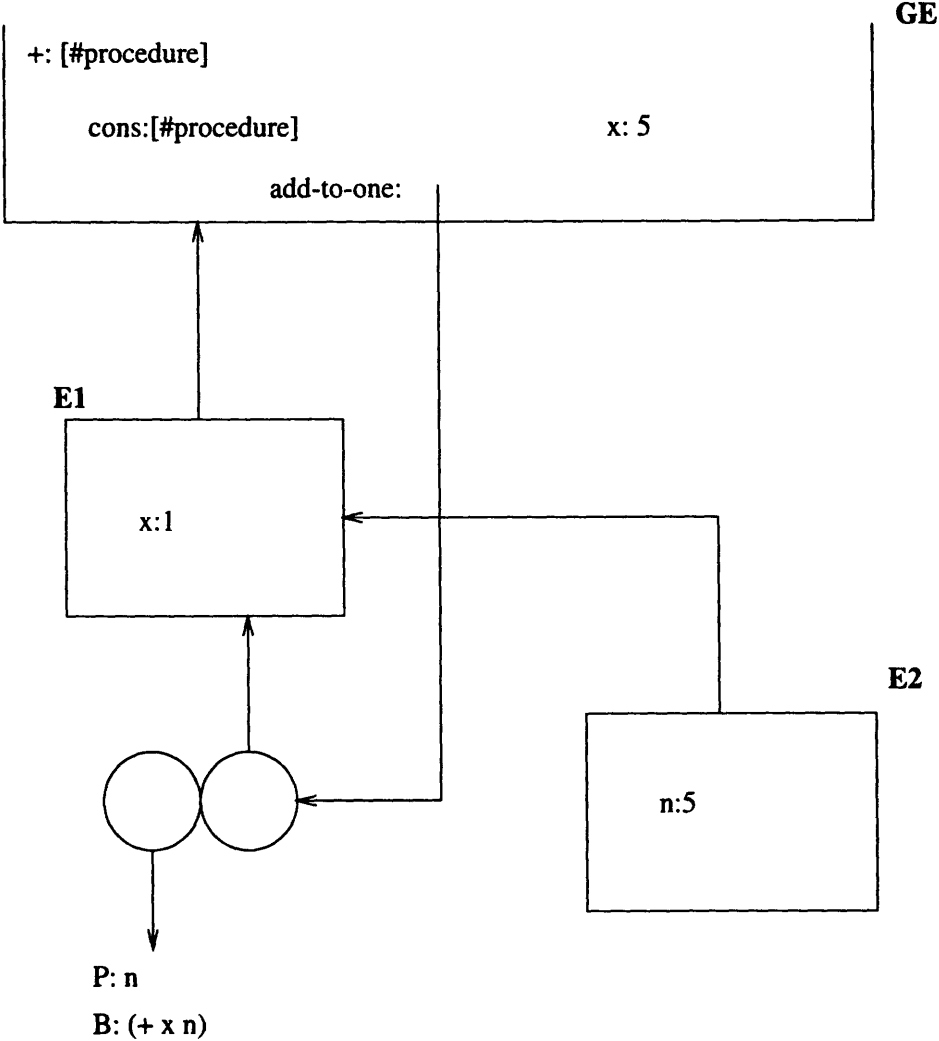 GE
+: [#procedure]
cons:[#procedure]
x: 5
add-to-one:
E1
x:1
E2
n:5
P: n
B: (+ x n)